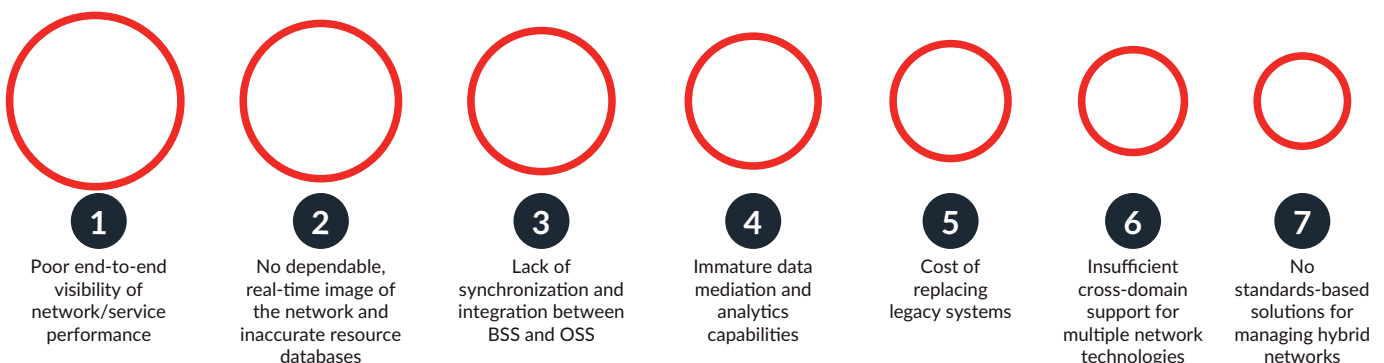 1
Poor end-to-end
visibility of
network/service
performance
2
No dependable,
real-time image of
the network and
inaccurate resource
databases
3
Lack of
synchronization and
integration between
BSS and OSS
4
Immature data
mediation and
analytics
capabilities
5
Cost of
replacing
legacy systems
6
Insufficient
cross-domain
support for
multiple network
technologies
7
No
standards-based
solutions for
managing hybrid
networks